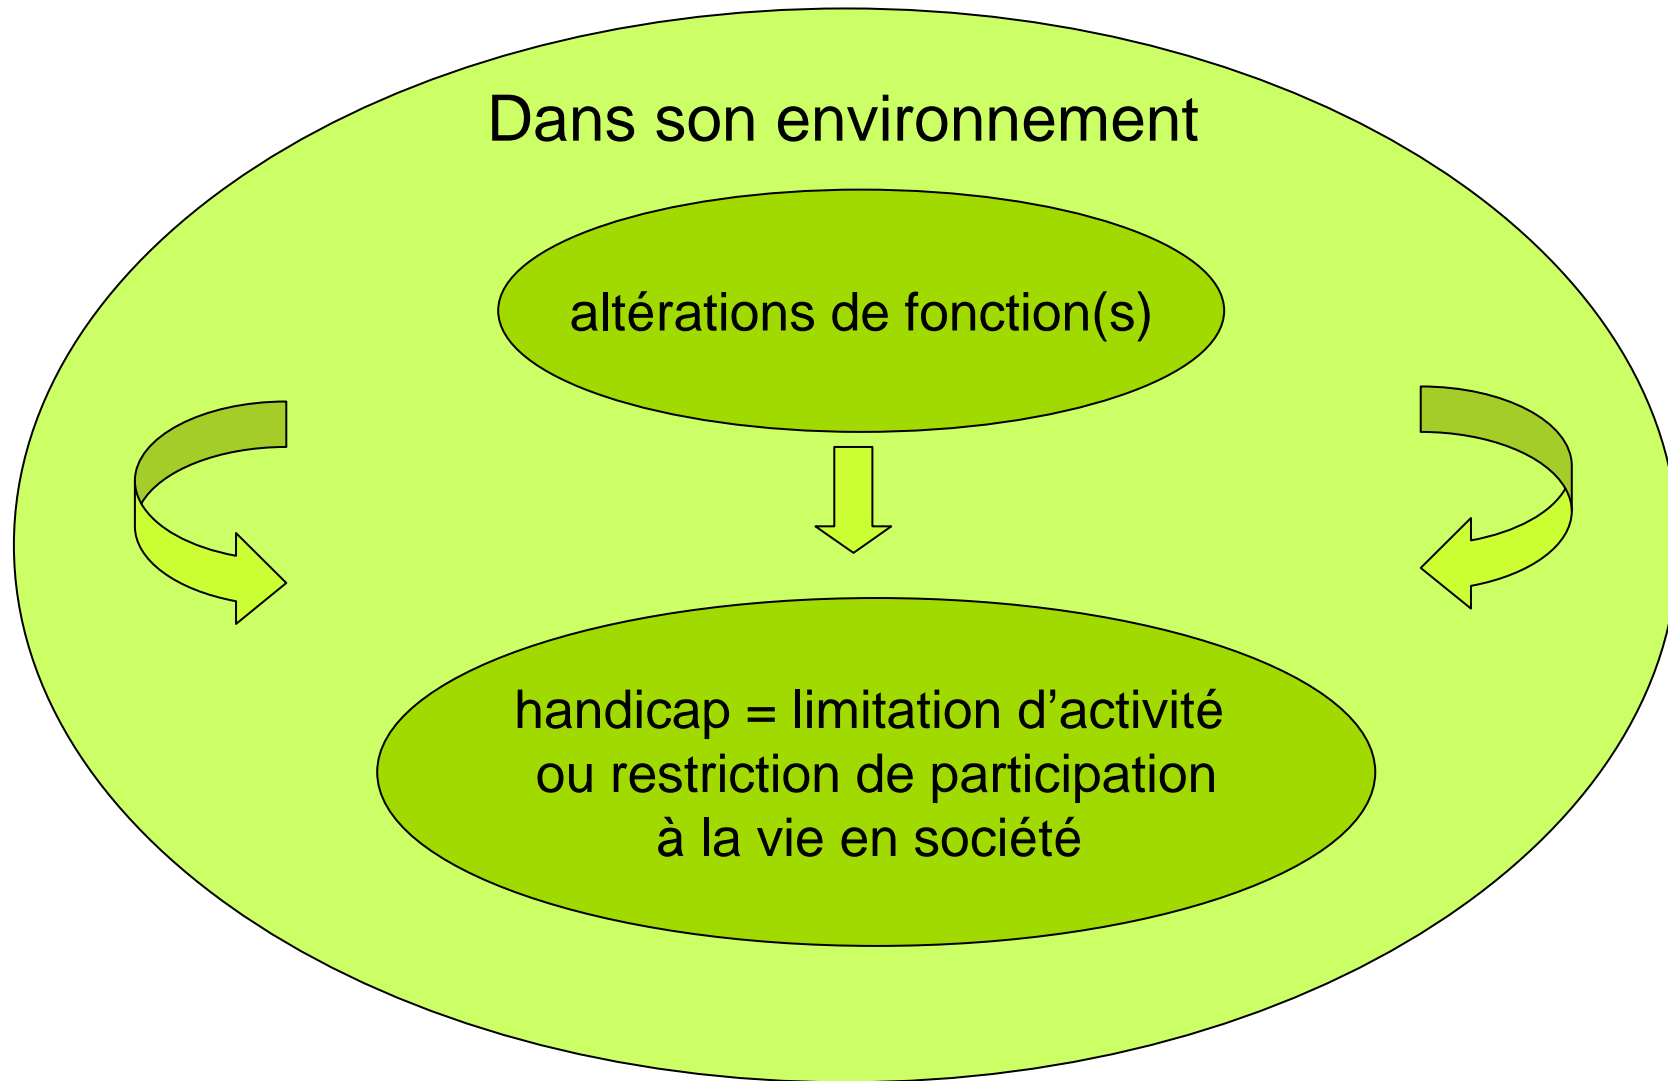 Dans son environnement
altérations de fonction(s)
handicap = limitation d’activité
ou restriction de participation
à la vie en société